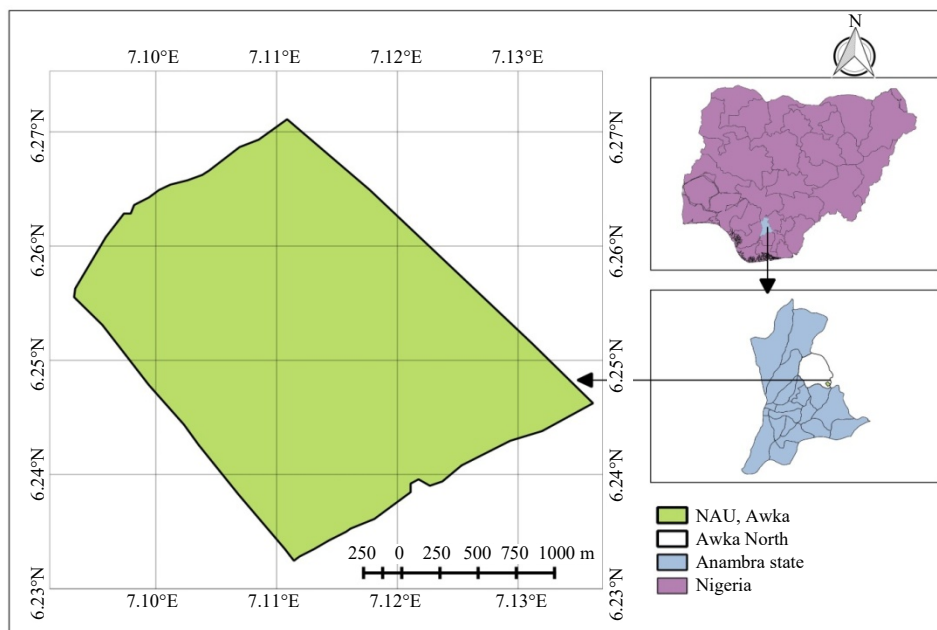 N
7.10°E 7.11°E 7.12°E 7.13°E
6.27°N 6.27°N
6.26°N 6.26°N
6.25°N 6.25°N
6.24°N 6.24°N
6.23°N 6.23°N
250 0 250 500 750 1000 m
7.10°E 7.11°E 7.12°E 7.13°E
NAU, Awka
Awka North
Anambra state
Nigeria